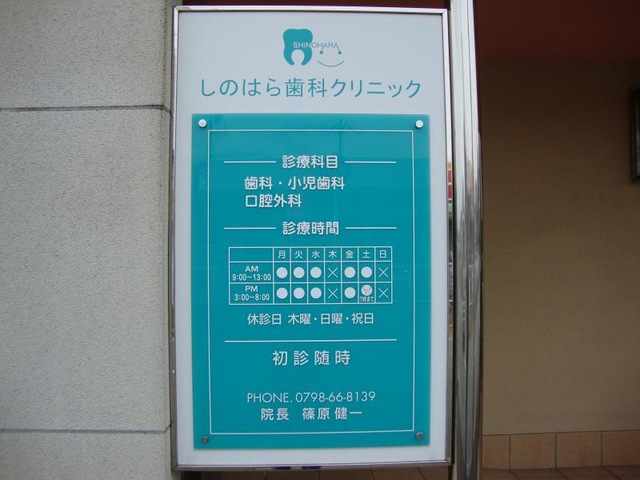 SHINOHARA
しのはら歯科クリニック
診療科目
歯科・小児歯科
口腔外科
診療時間
月 火 水 木 金 土 日
AM 9:00〜13:00 ● ● ● × ● ● ×
PM 3:00〜8:00 ● ● ● × ● ×
休診日 木曜・日曜・祝日
初診随時
PHONE. 0798-66-8139
院長 篠原健一